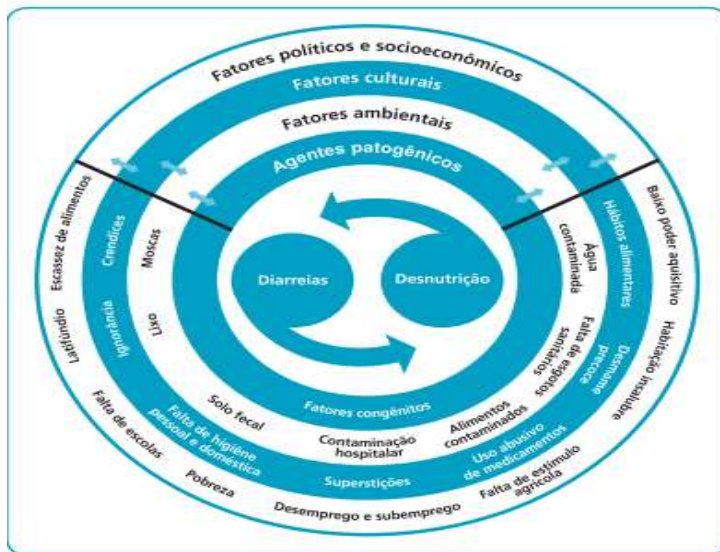 Fatores políticos e socioeconômicos
Fatores culturais
Fatores ambientais
Agentes patogênicos
Diarreias
Desnutrição
Fatores congênitos
Moscas
Lixo
Solo fecal
Contaminação
hospitalar
Alimentos
contaminados
Falta de esgotos
sanitários
Água
contaminada
Crendices
Ignorância
Falta de higiene
pessoal e doméstica
Superstições
Uso abusivo
de medicamentos
Desmame
precoce
Hábitos alimentares
Escassez de alimentos
Latifúndio
Falta de escolas
Pobreza
Desemprego e subemprego
Falta de estímulo
agrícola
Habitação insalubre
Baixo poder aquisitivo